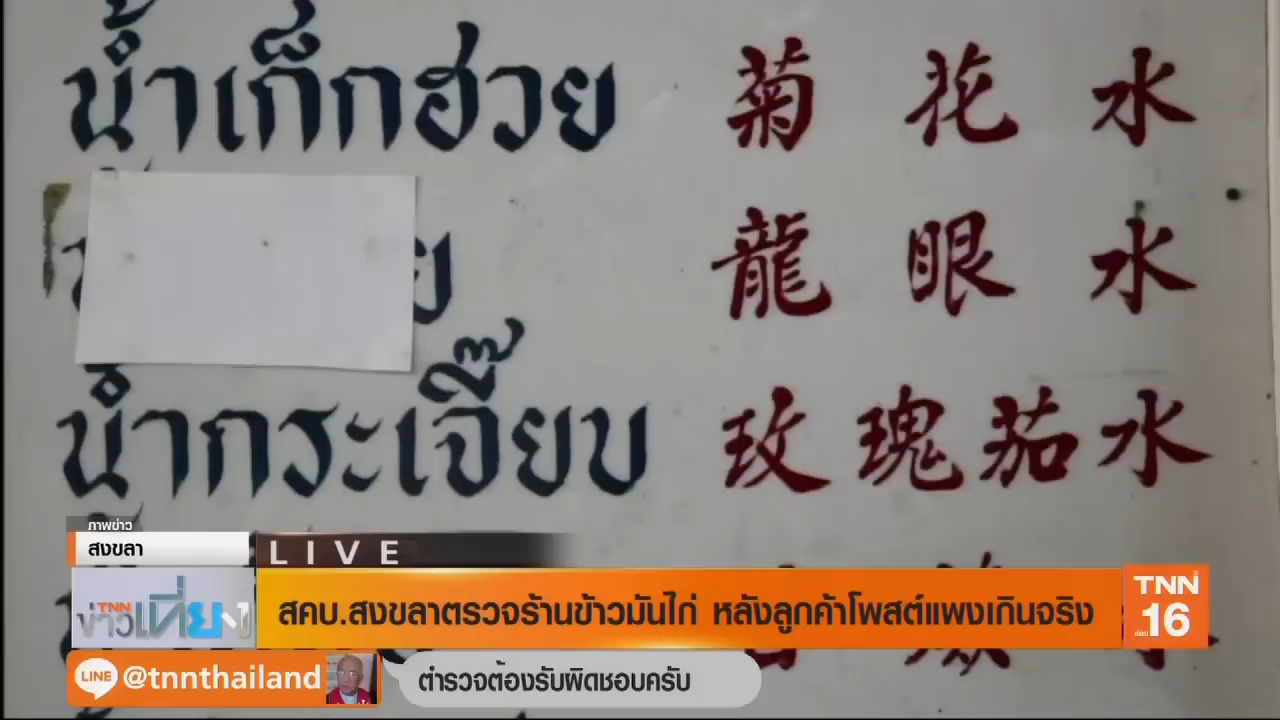 น้ำเก็กฮวย 菊花水
龍眼水
น้ำกระเจี๊ยบ 玫瑰茄水
ภาพข่าว
สงขลา
LIVE
TNN ข่าวเที่ยง
สคบ.สงขลาตรวจร้านข้าวมันไก่ หลังลูกค้าโพสต์แพงเกินจริง
TNN
ช่อง 16
LINE @tnnthailand
ตำรวจต้องรับผิดชอบครับ